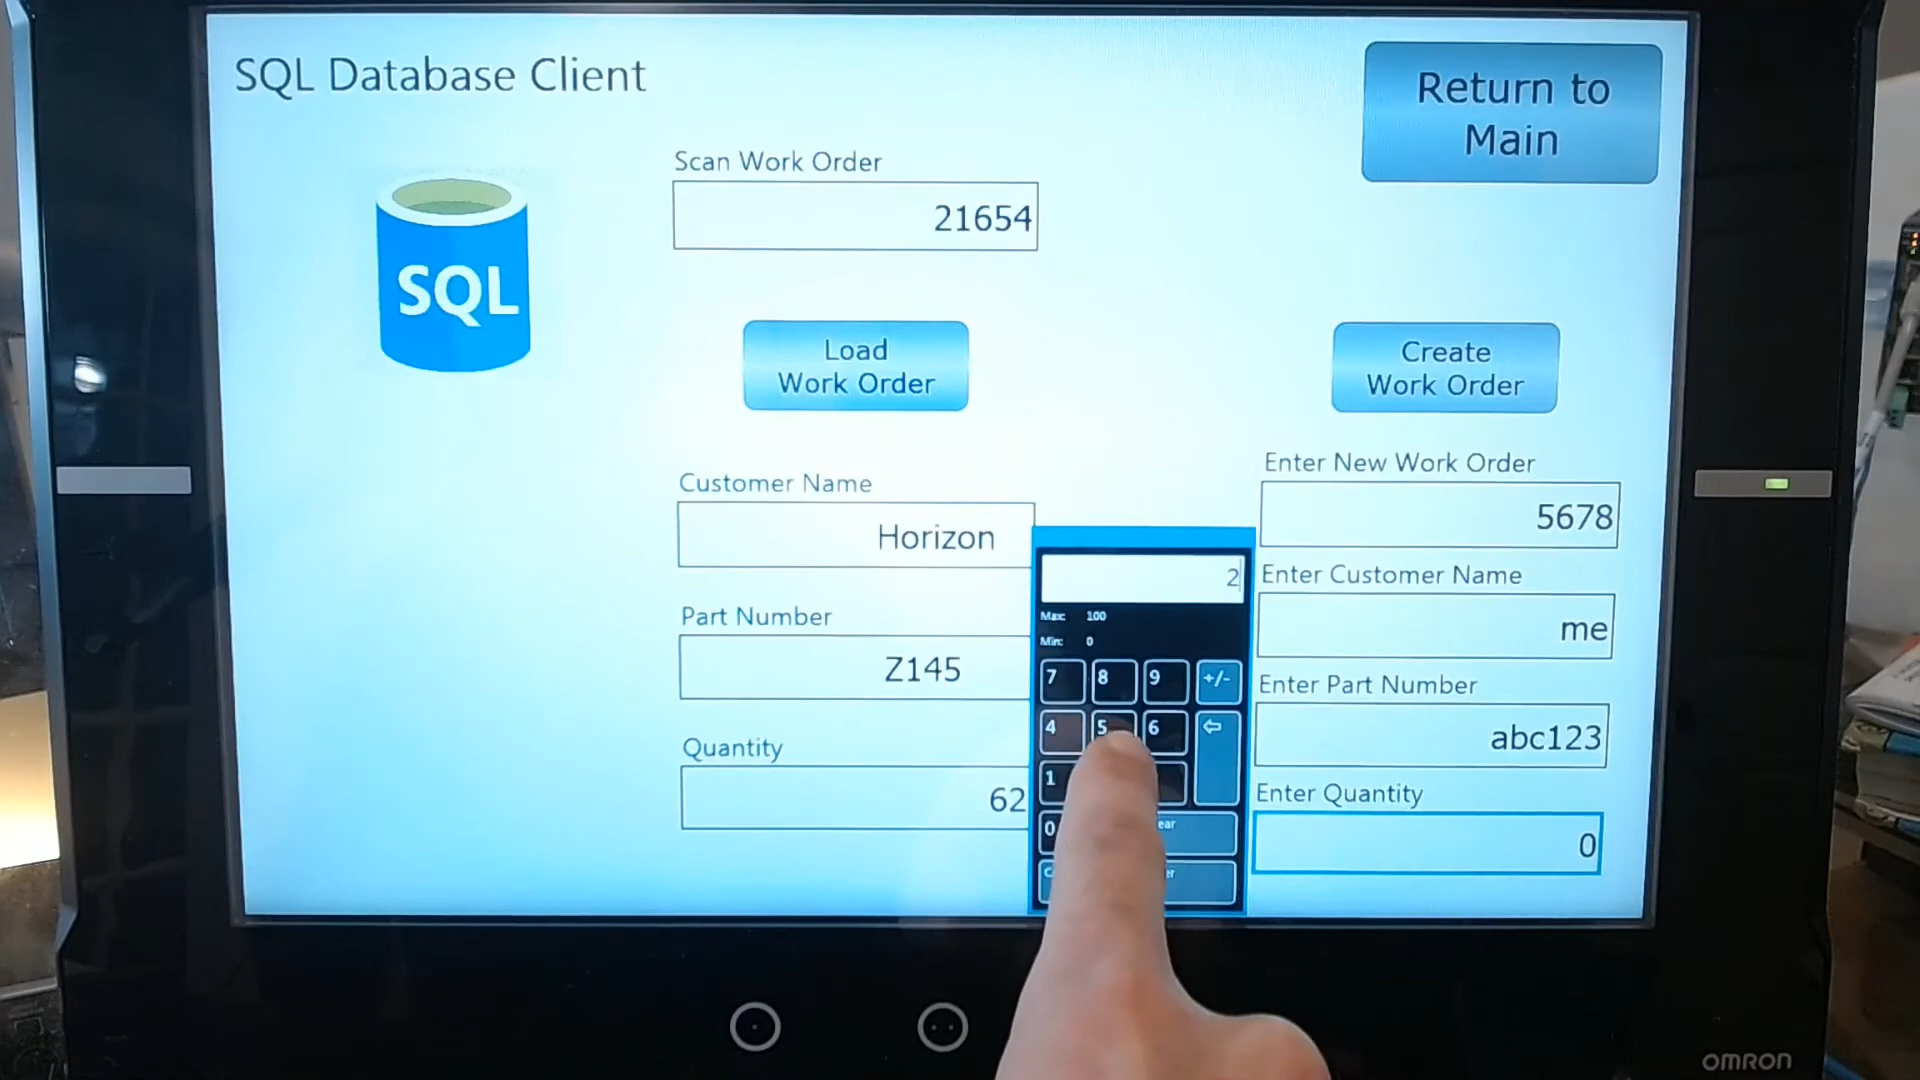 SQL Database Client
Return to
Main
Scan Work Order
21654
SQL
Load
Work Order
Create
Work Order
Customer Name
Horizon
Part Number
Z145
Quantity
62
Enter New Work Order
5678
Enter Customer Name
me
Enter Part Number
abc123
Enter Quantity
0
2
Max: 100
Min: 0
7 8 9 +/-
4 5 6
1
0
OMRON